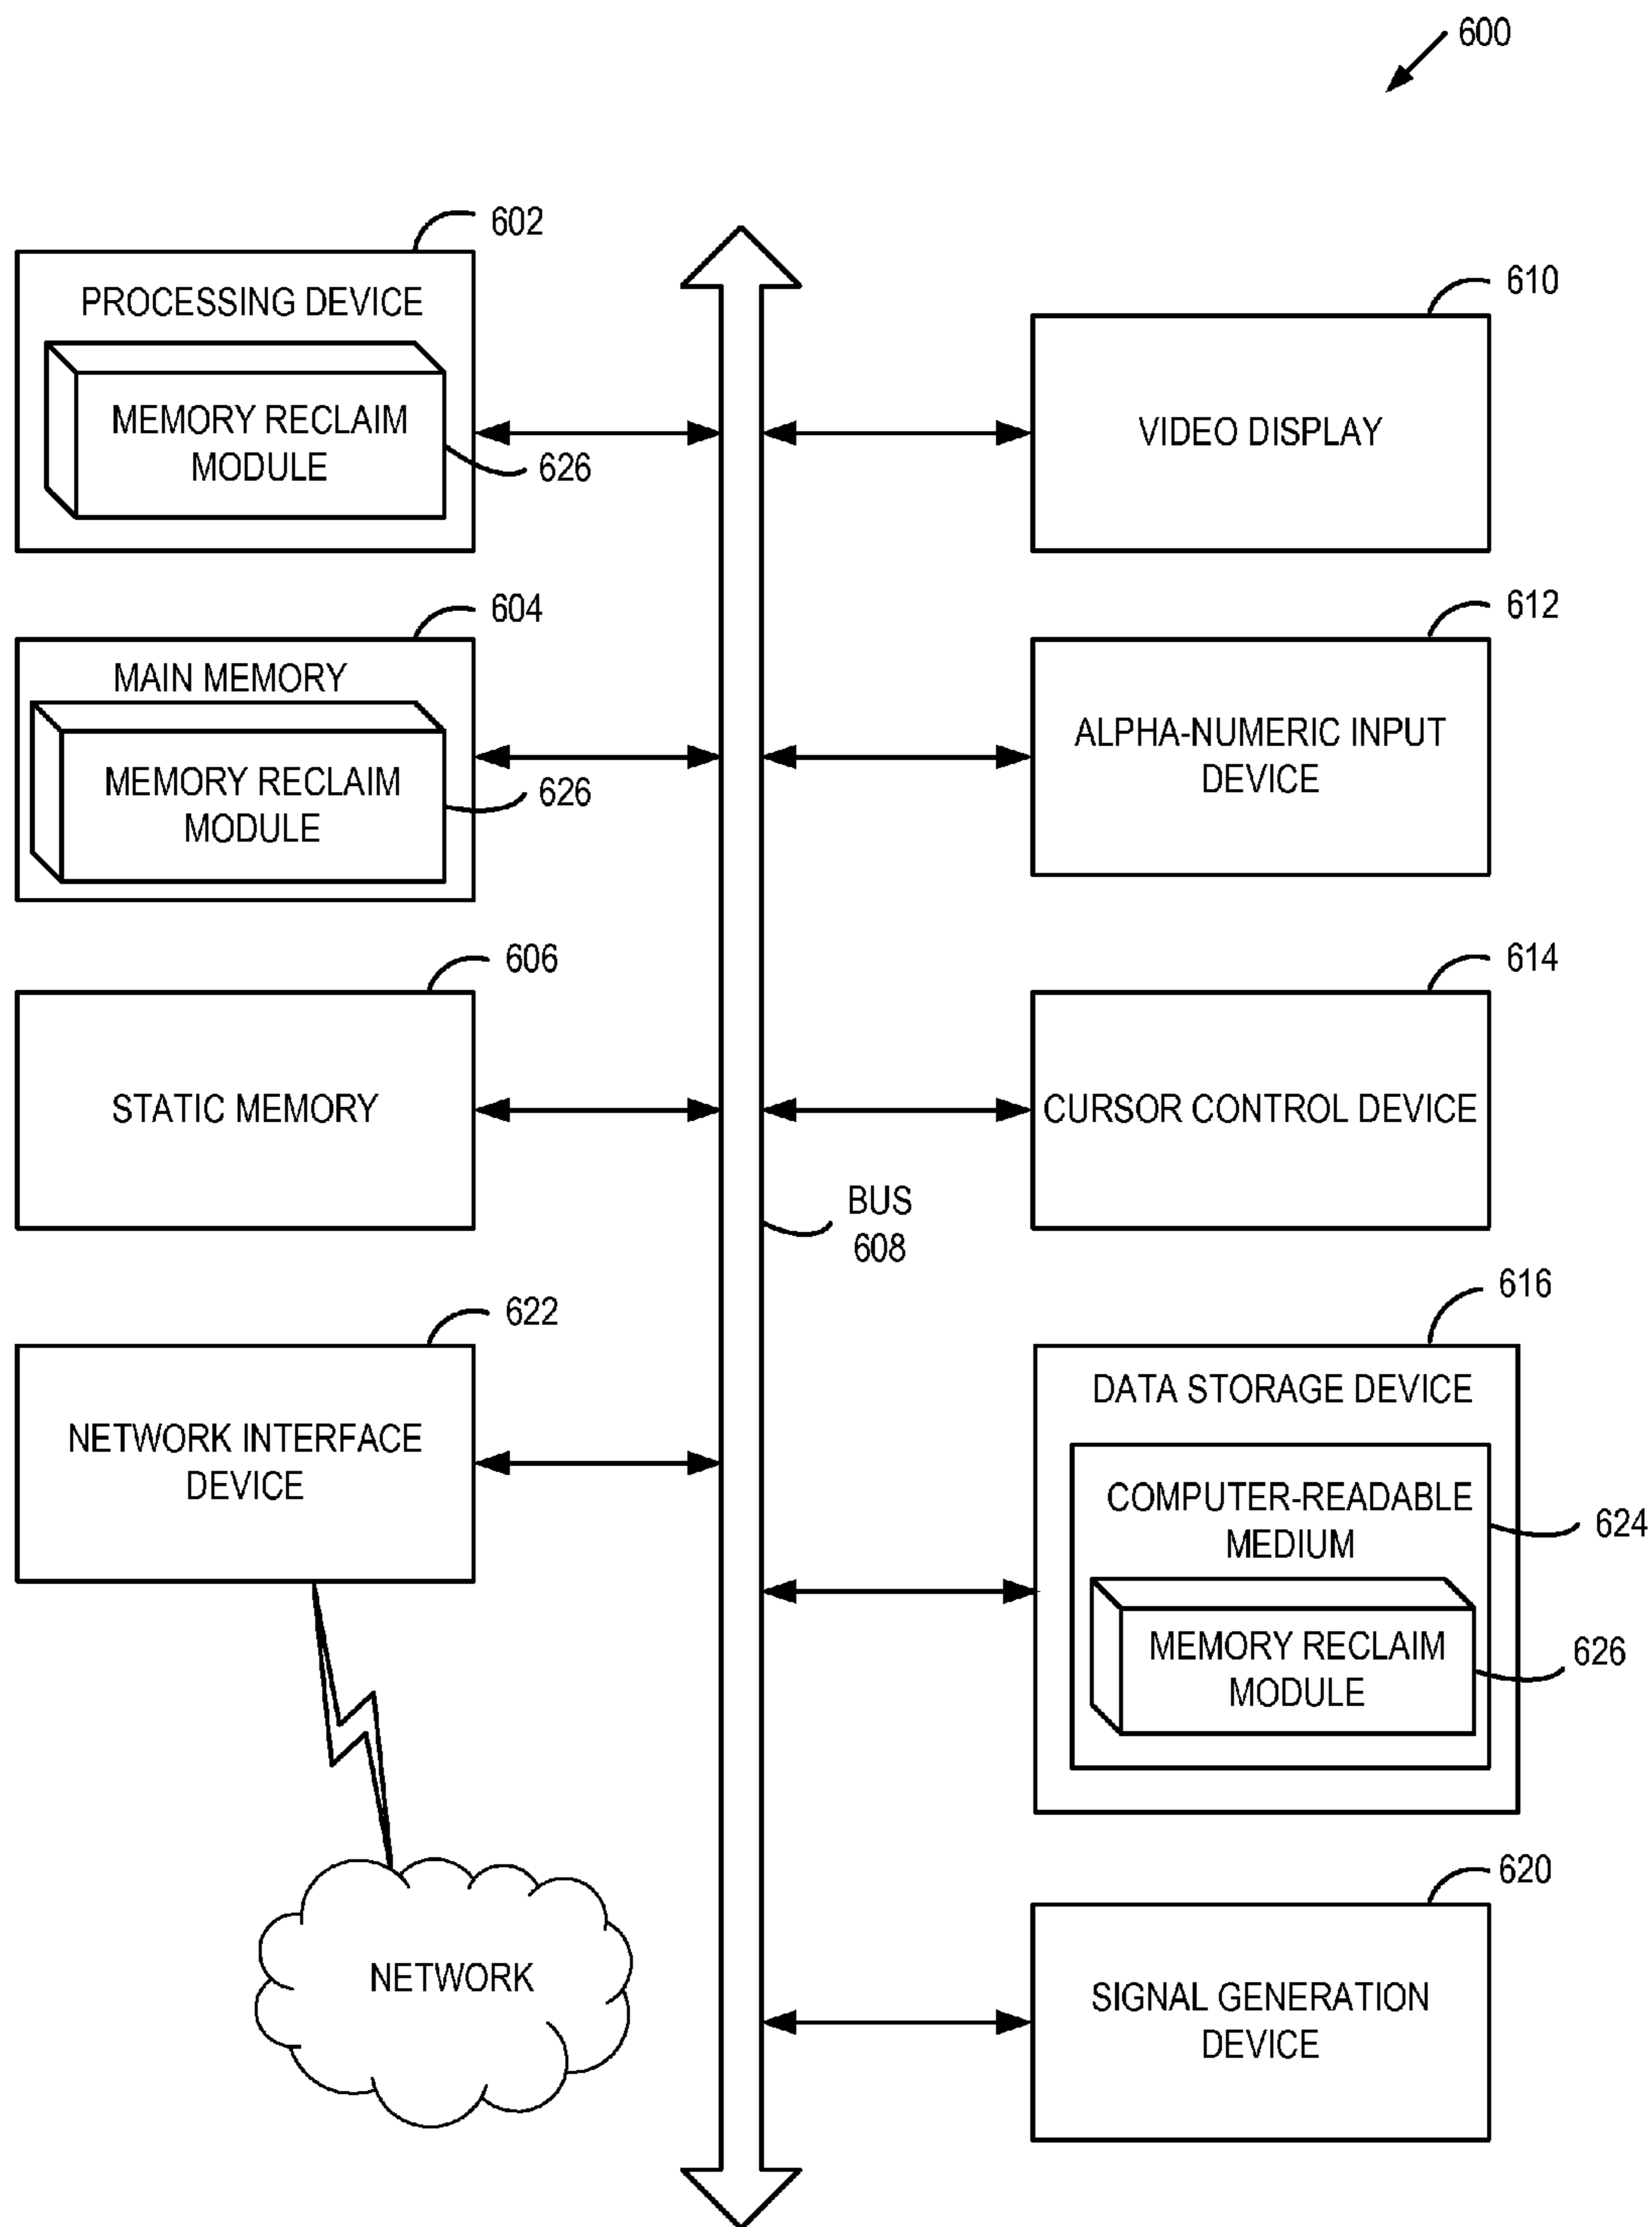 600
602
PROCESSING DEVICE
MEMORY RECLAIM
MODULE
626
604
MAIN MEMORY
MEMORY RECLAIM
MODULE
626
606
STATIC MEMORY
622
NETWORK INTERFACE
DEVICE
NETWORK
BUS
608
610
VIDEO DISPLAY
612
ALPHA-NUMERIC INPUT
DEVICE
614
CURSOR CONTROL DEVICE
616
DATA STORAGE DEVICE
COMPUTER-READABLE
MEDIUM
624
MEMORY RECLAIM
MODULE
626
620
SIGNAL GENERATION
DEVICE